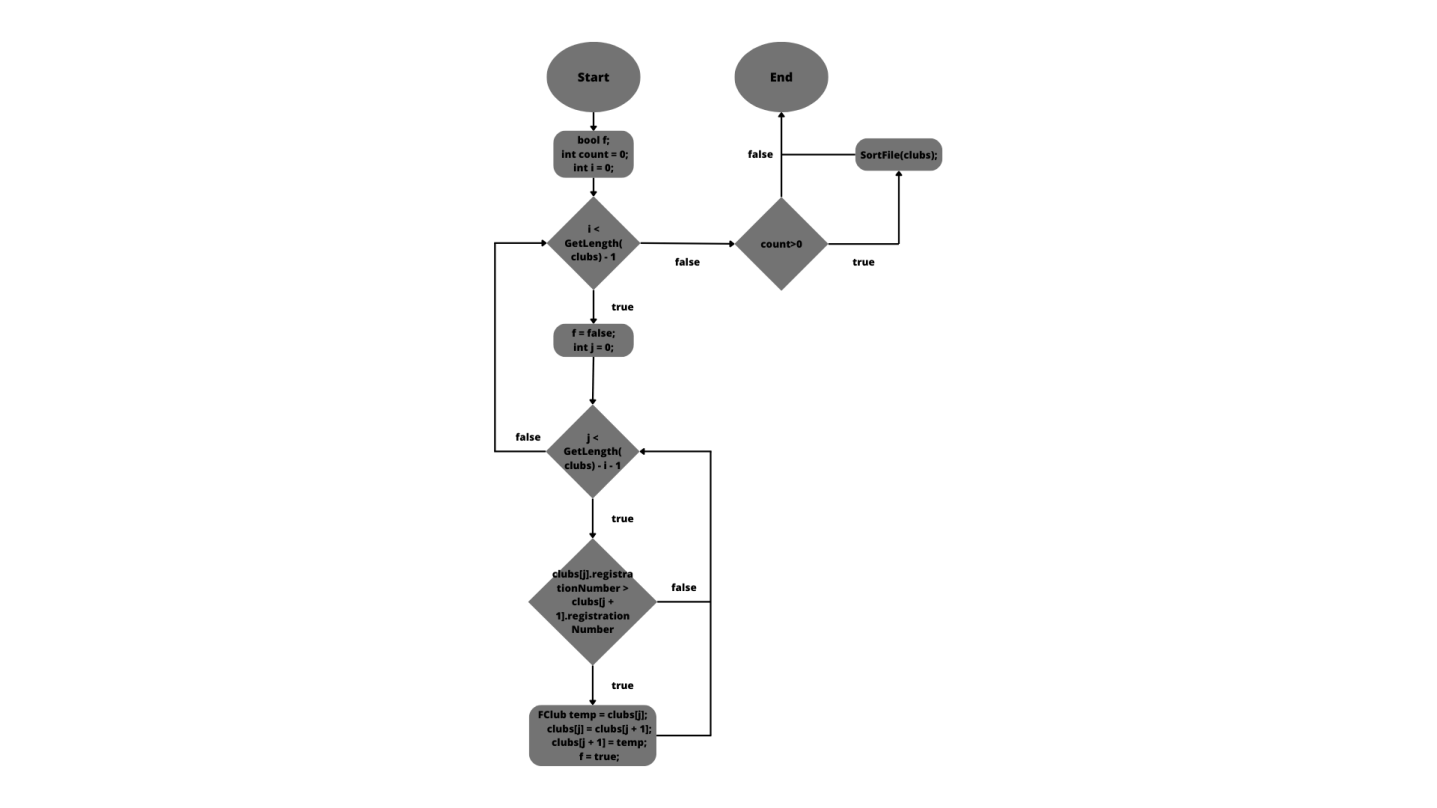 Start
End
bool f;
int count = 0;
int i = 0;
false
SortFile(clubs);
i <
GetLength(
clubs) - 1
count>0
false
true
true
f = false;
int j = 0;
false
j <
GetLength(
clubs) - i - 1
true
clubs[j].registra
tionNumber >
clubs[j +
1].registration
Number
false
true
FClub temp = clubs[j];
clubs[j] = clubs[j + 1];
clubs[j + 1] = temp;
f = true;